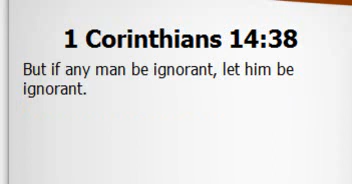 1 Corinthians 14:38
But if any man be ignorant, let him be
ignorant.